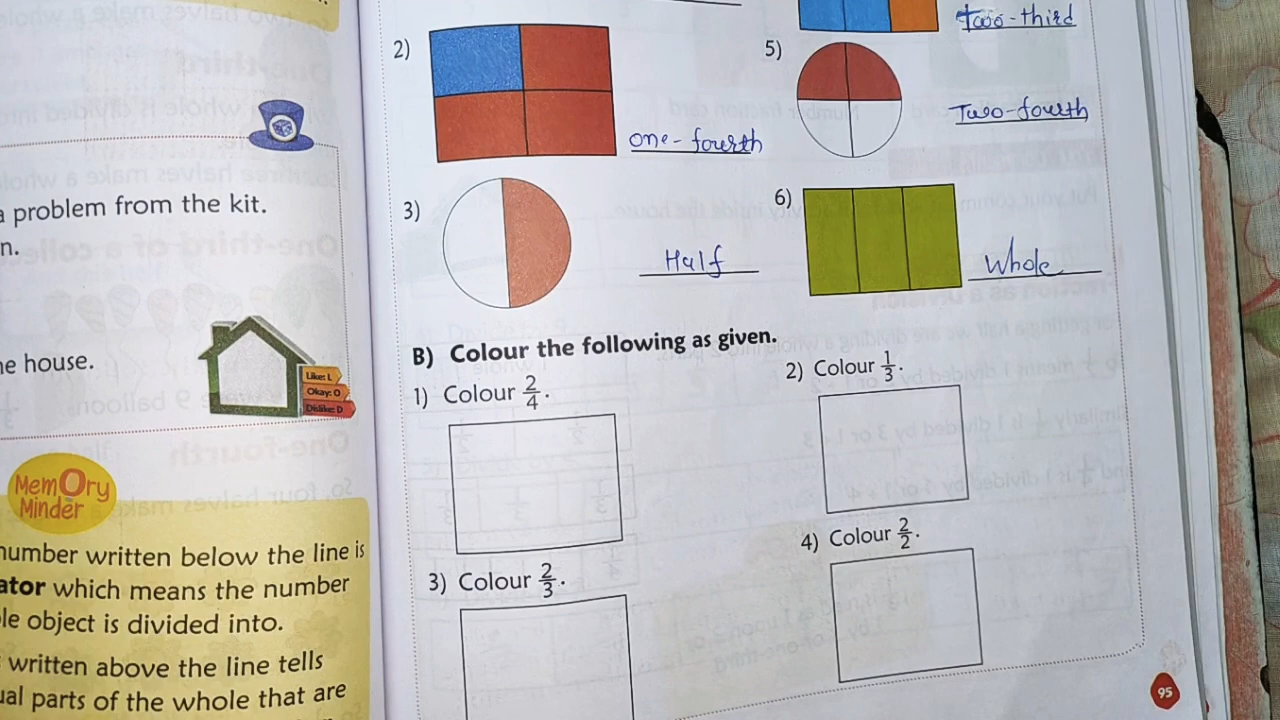 a problem from the kit.
n.
he house.
Like: L
Okay: O
Dislike: D
MemOry
Minder
number written below the line is
ator which means the number
le object is divided into.
written above the line tells
ual parts of the whole that are
two-third
2)
one-fourth
5)
Two-fourth
3)
Half
6)
Whole
B) Colour the following as given.
1) Colour 2/4.
2) Colour 1/3.
3) Colour 2/3.
4) Colour 2/2.
95